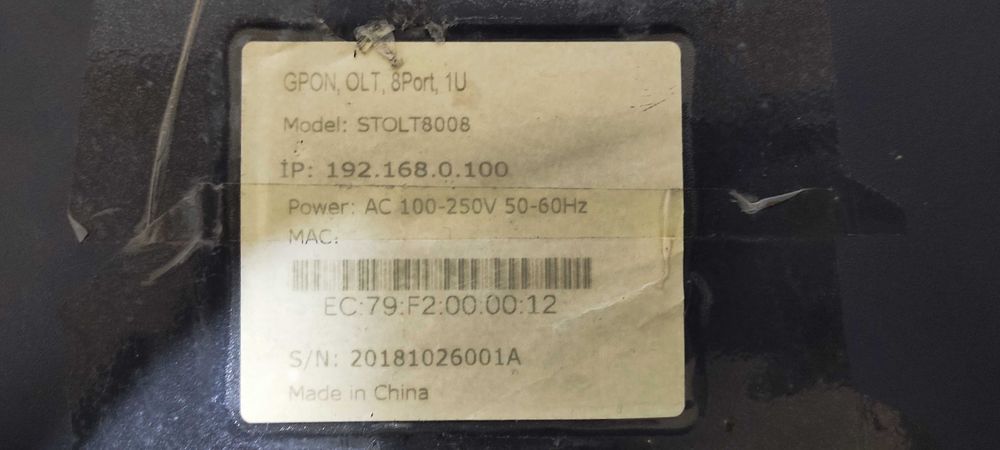 GPON, OLT, 8Port, 1U
Model: STOLT8008
IP: 192.168.0.100
Power: AC 100-250V 50-60Hz
MAC:
EC:79:F2:00:00:12
S/N: 20181026001A
Made in China